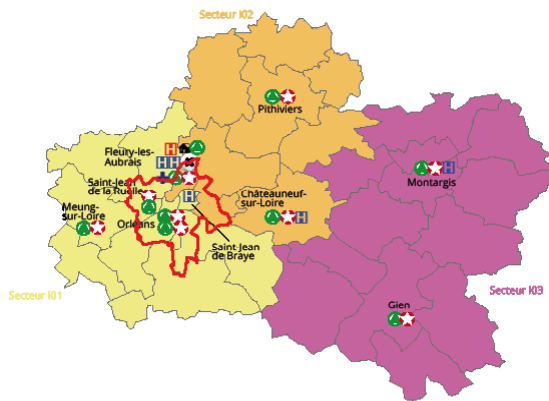 Secteur I02
Pithiviers
Fleury-les-
Aubrais
H
H H
Saint-Jean
de la Ruelle
Meung-
sur-Loire
Orléans
H
Châteauneuf-
sur-Loire
H
Saint Jean
de Braye
H
Montargis
Secteur I01
Secteur I03
Gien